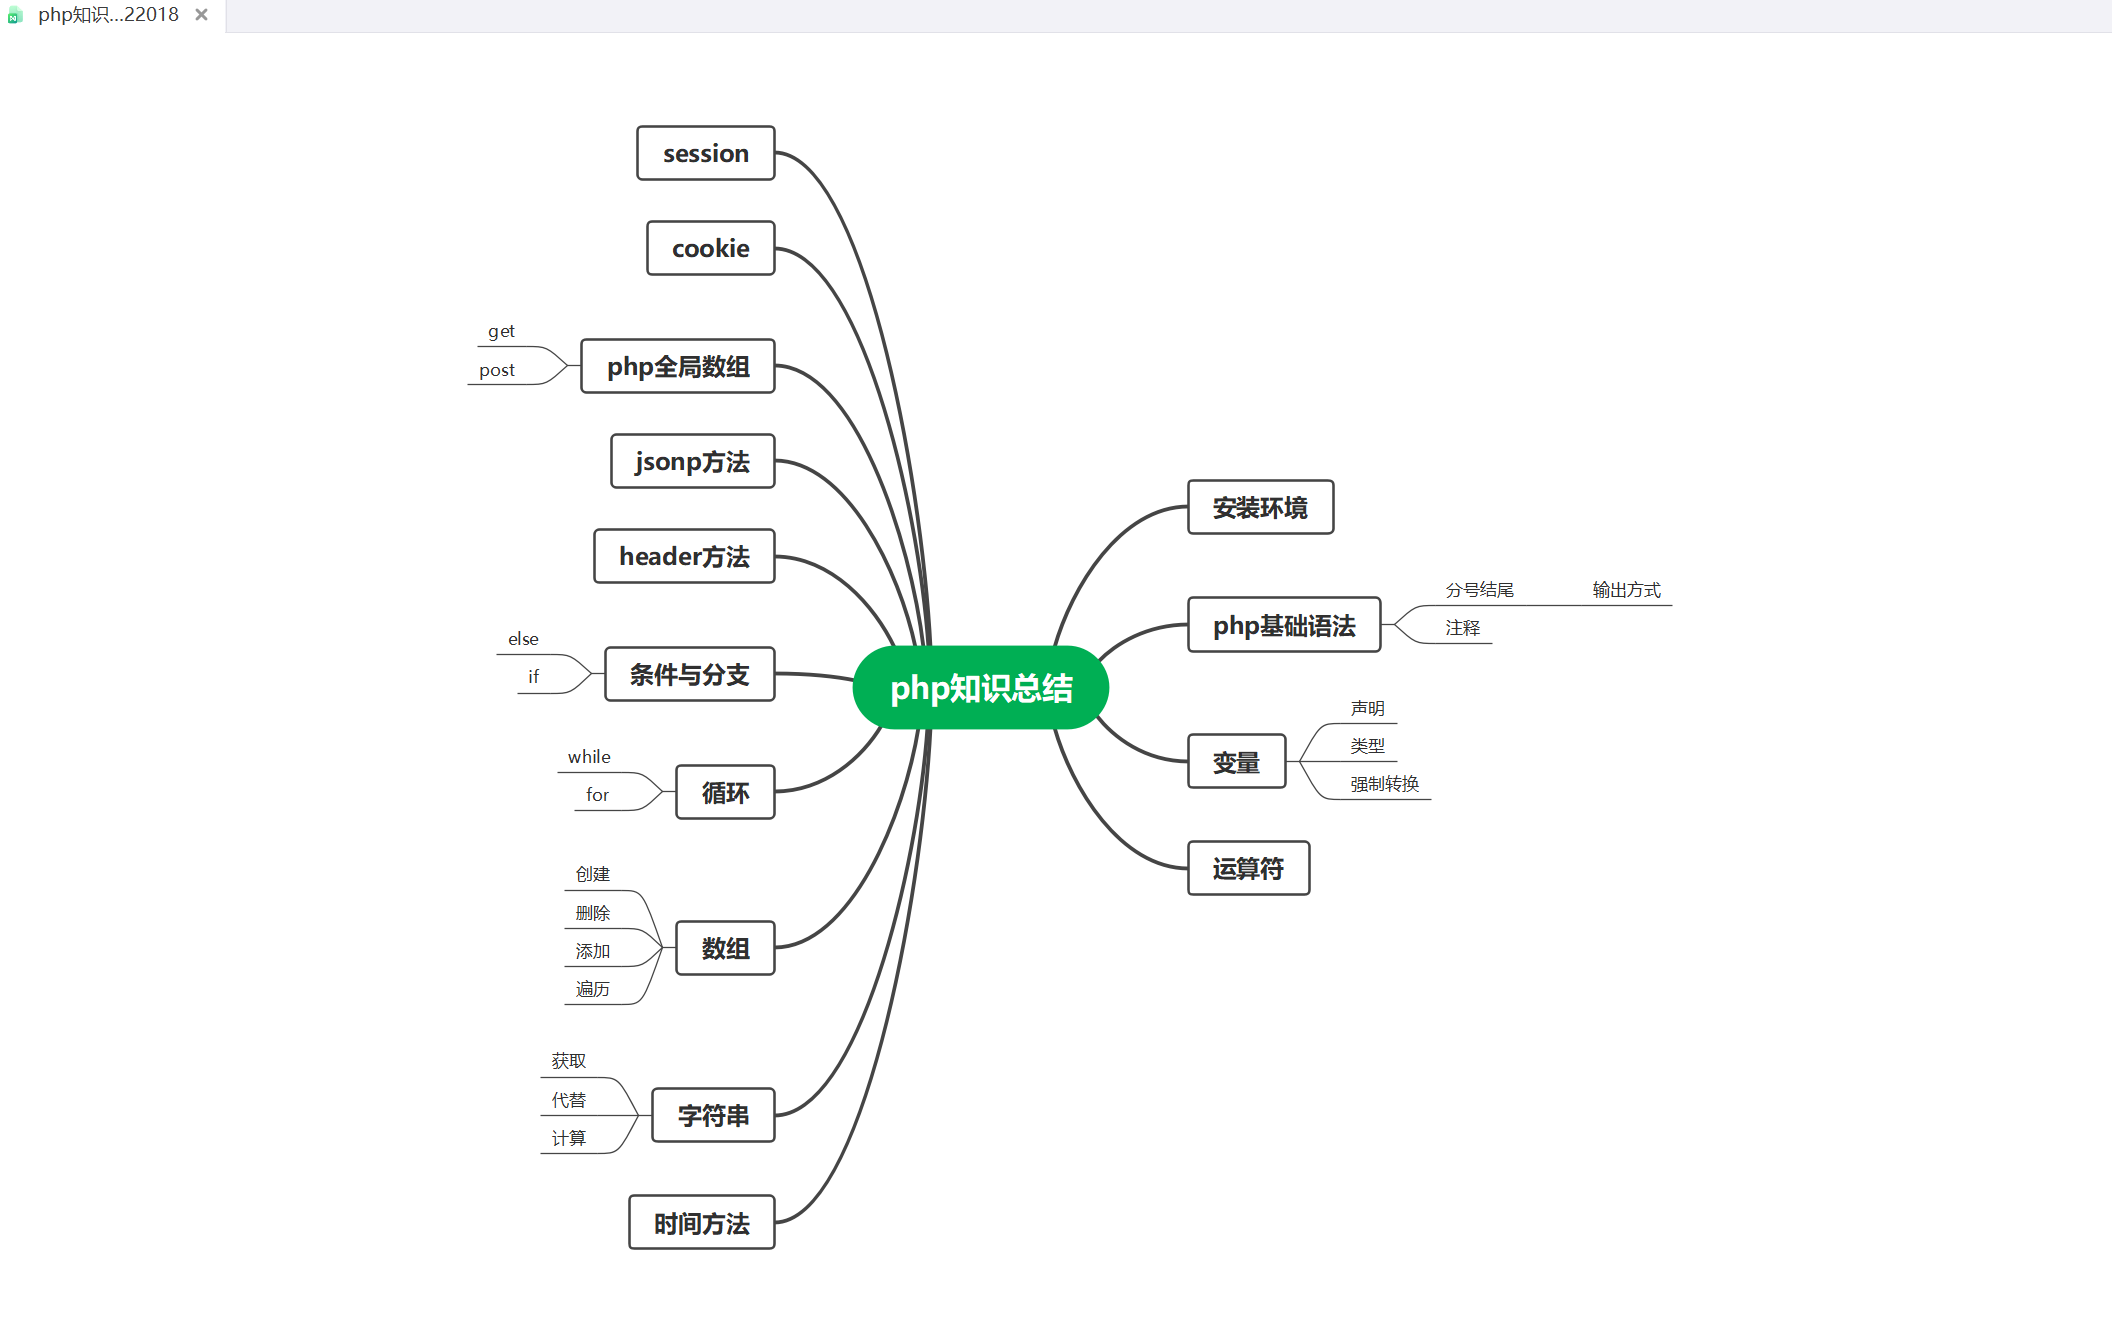 php知识...22018
session
cookie
get
post
php全局数组
jsonp方法
header方法
else
if
条件与分支
while
for
循环
创建
删除
添加
遍历
数组
获取
代替
计算
字符串
时间方法
php知识总结
安装环境
php基础语法
分号结尾
输出方式
注释
变量
声明
类型
强制转换
运算符